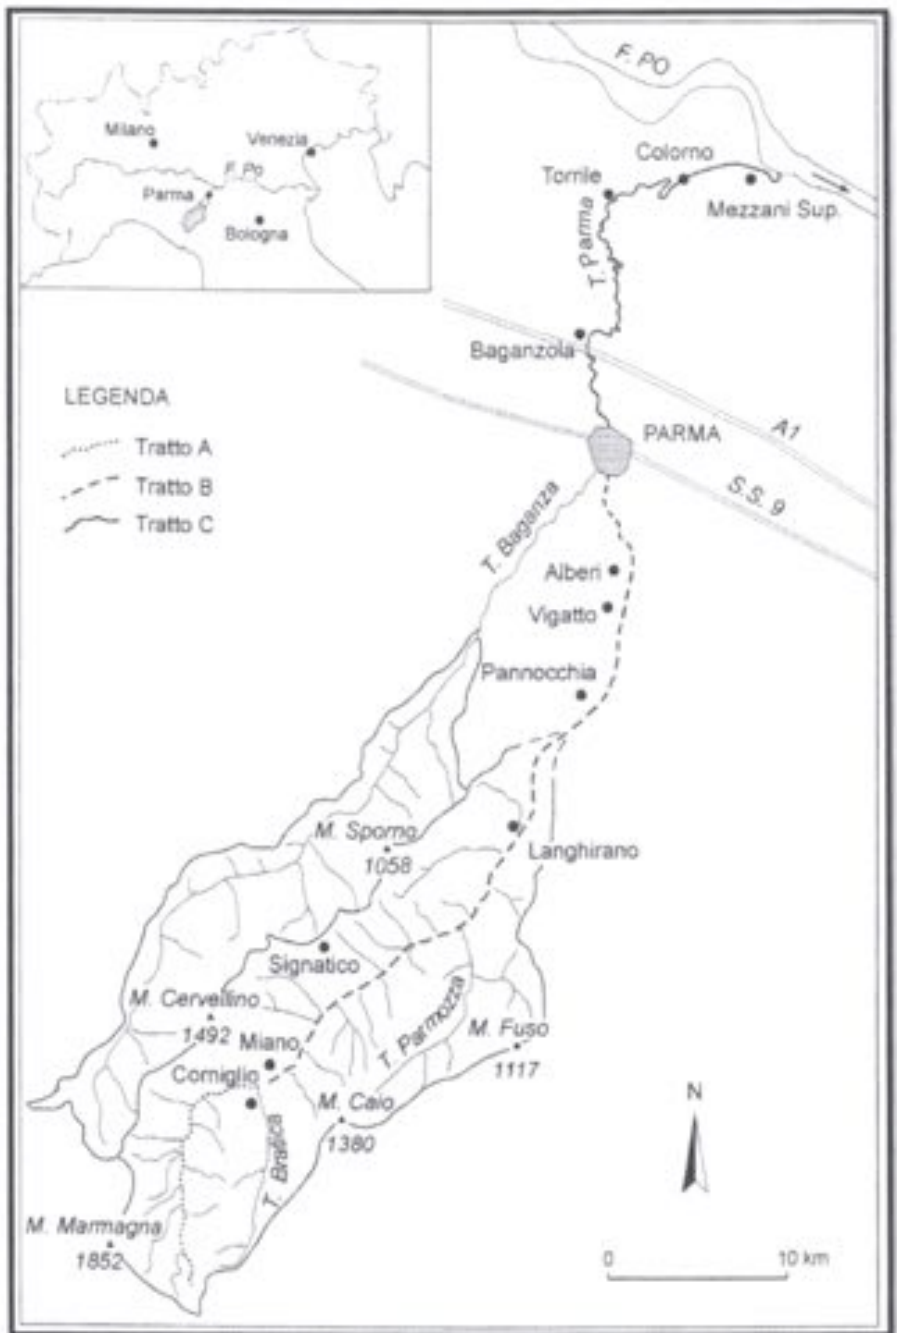 Milano
Venezia
F. Po
Parma
Bologna
F. PO
Colorno
Torrile
Mezzani Sup.
T. Parma
Baganzola
LEGENDA
Tratto A
Tratto B
Tratto C
PARMA
A1
S.S. 9
T. Baganza
Alberi
Vigatto
Pannocchia
M. Sporno
1058
Langhirano
Signatico
M. Cervellino
1492
T. Parmozza
M. Fuso
1117
Miano
Corniglio
M. Caio
1380
T. Bratica
N
M. Marmagna
1852
0
10 km